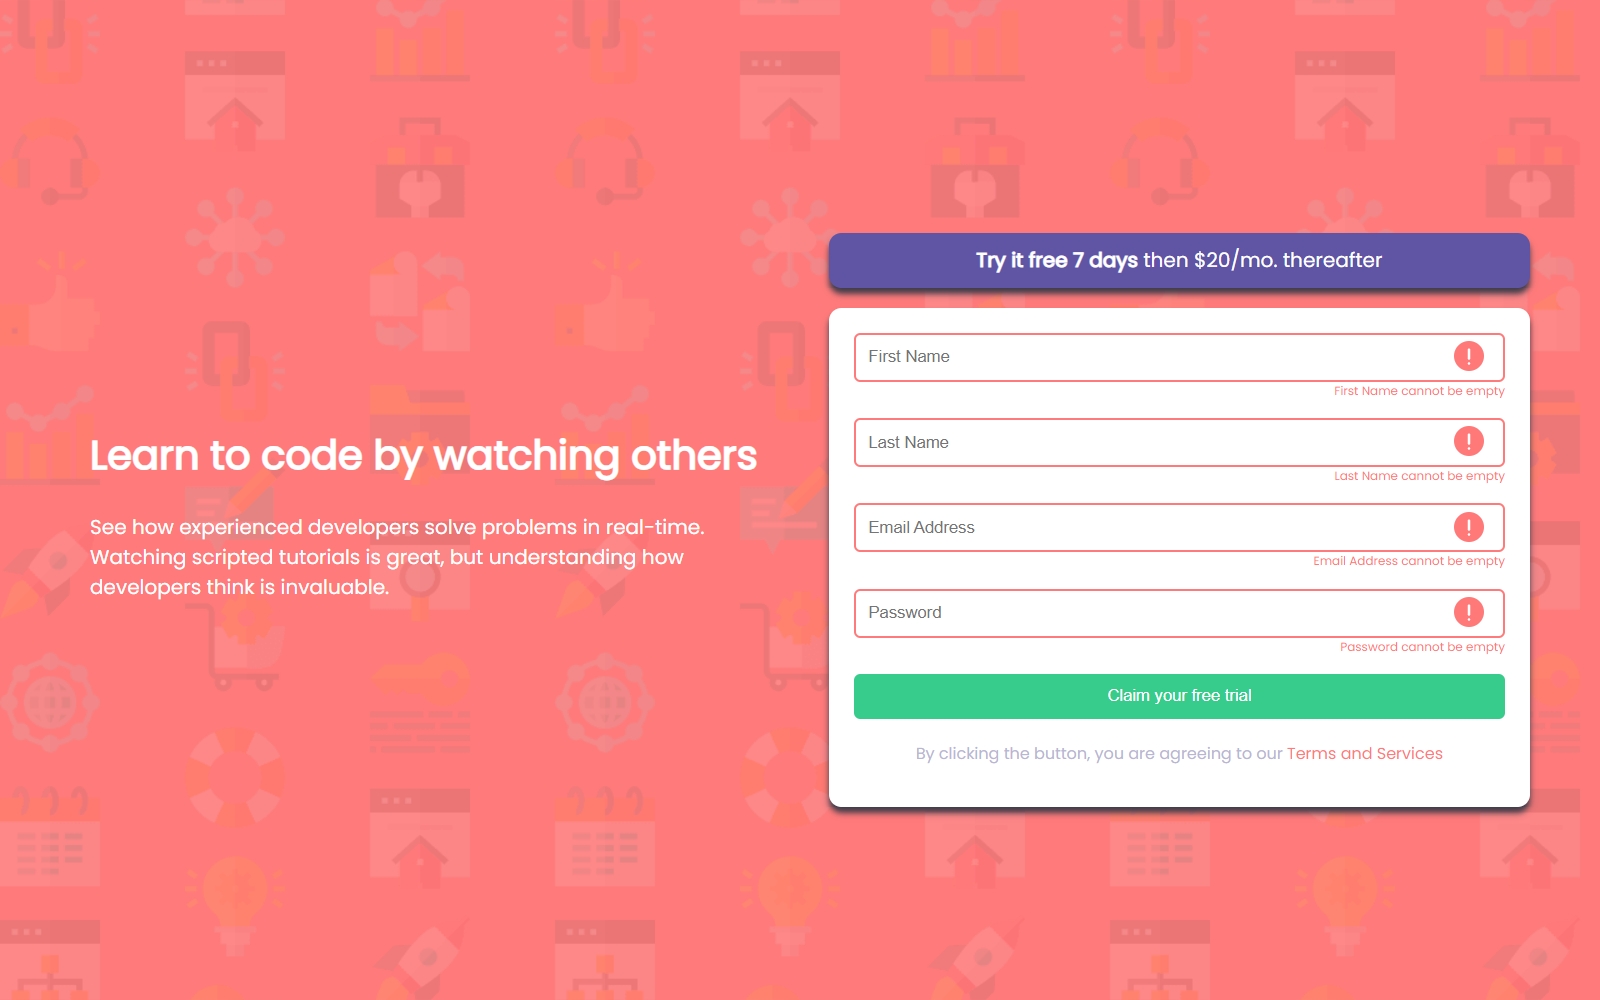 Learn to code by watching others
See how experienced developers solve problems in real-time.
Watching scripted tutorials is great, but understanding how
developers think is invaluable.
Try it free 7 days then $20/mo. thereafter
First Name
First Name cannot be empty
Last Name
Last Name cannot be empty
Email Address
Email Address cannot be empty
Password
Password cannot be empty
Claim your free trial
By clicking the button, you are agreeing to our Terms and Services